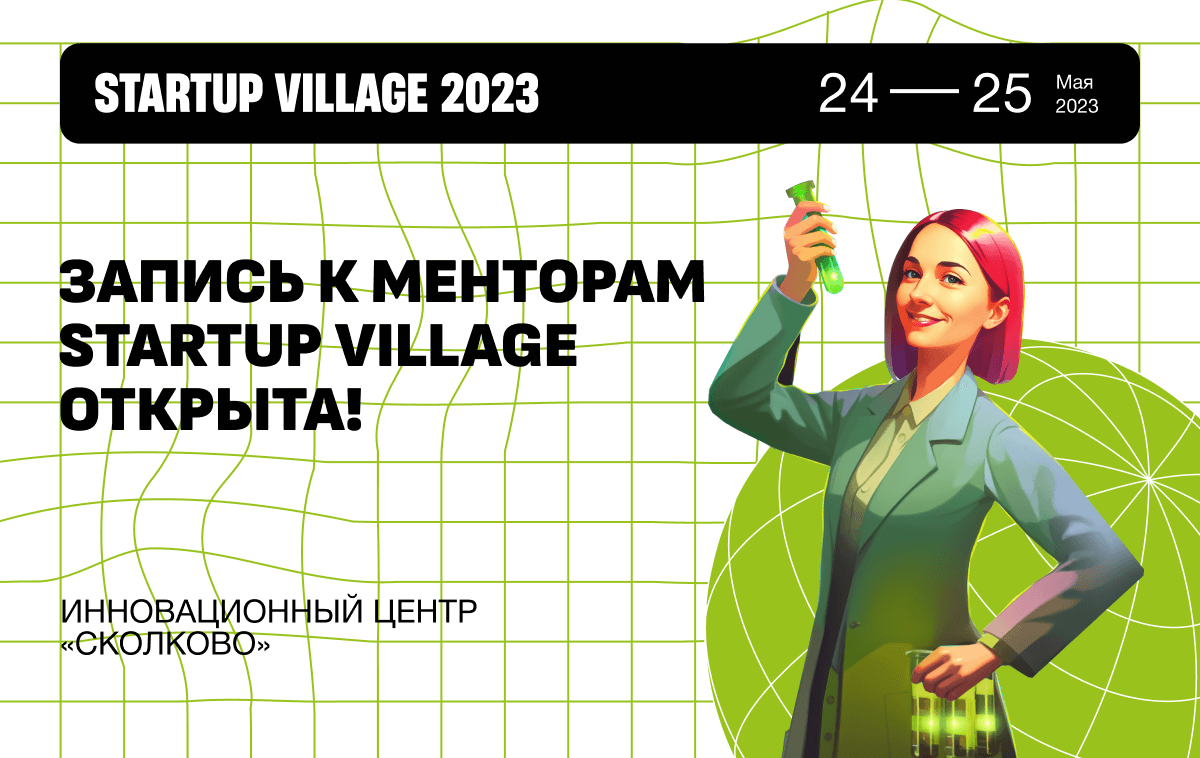 STARTUP VILLAGE 2023
24 — 25 Мая
2023
ЗАПИСЬ К МЕНТОРАМ
STARTUP VILLAGE
ОТКРЫТА!
ИННОВАЦИОННЫЙ ЦЕНТР
«СКОЛКОВО»